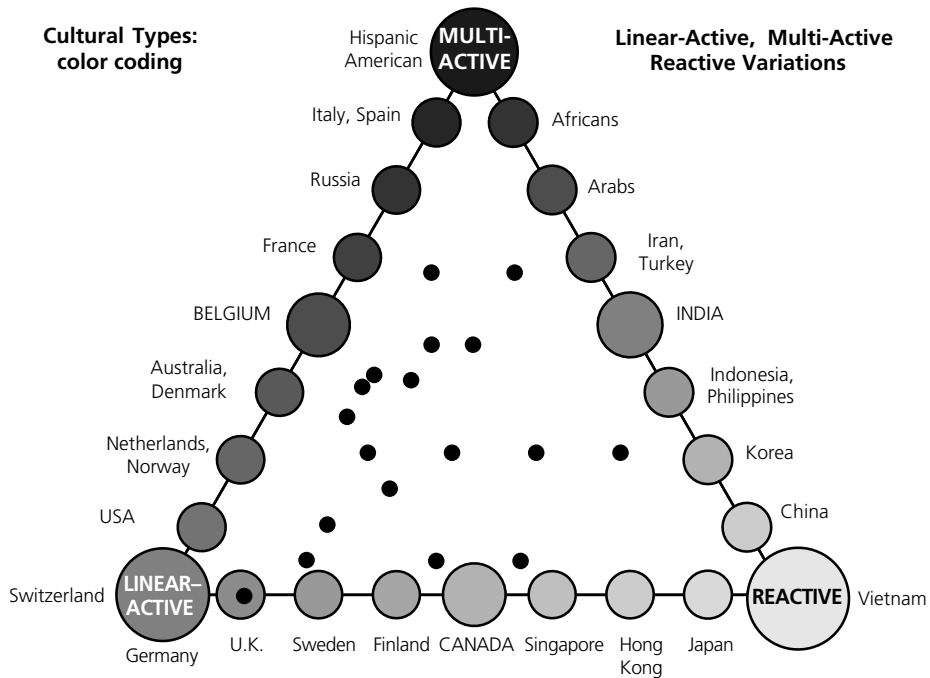 Cultural Types:
color coding
Linear-Active, Multi-Active
Reactive Variations
Hispanic
American
MULTI-
ACTIVE
Italy, Spain
Africans
Russia
Arabs
France
Iran,
Turkey
BELGIUM
INDIA
Australia,
Denmark
Indonesia,
Philippines
Netherlands,
Norway
Korea
USA
China
Switzerland
LINEAR–
ACTIVE
REACTIVE
Vietnam
Germany
U.K.
Sweden
Finland
CANADA
Singapore
Hong
Kong
Japan